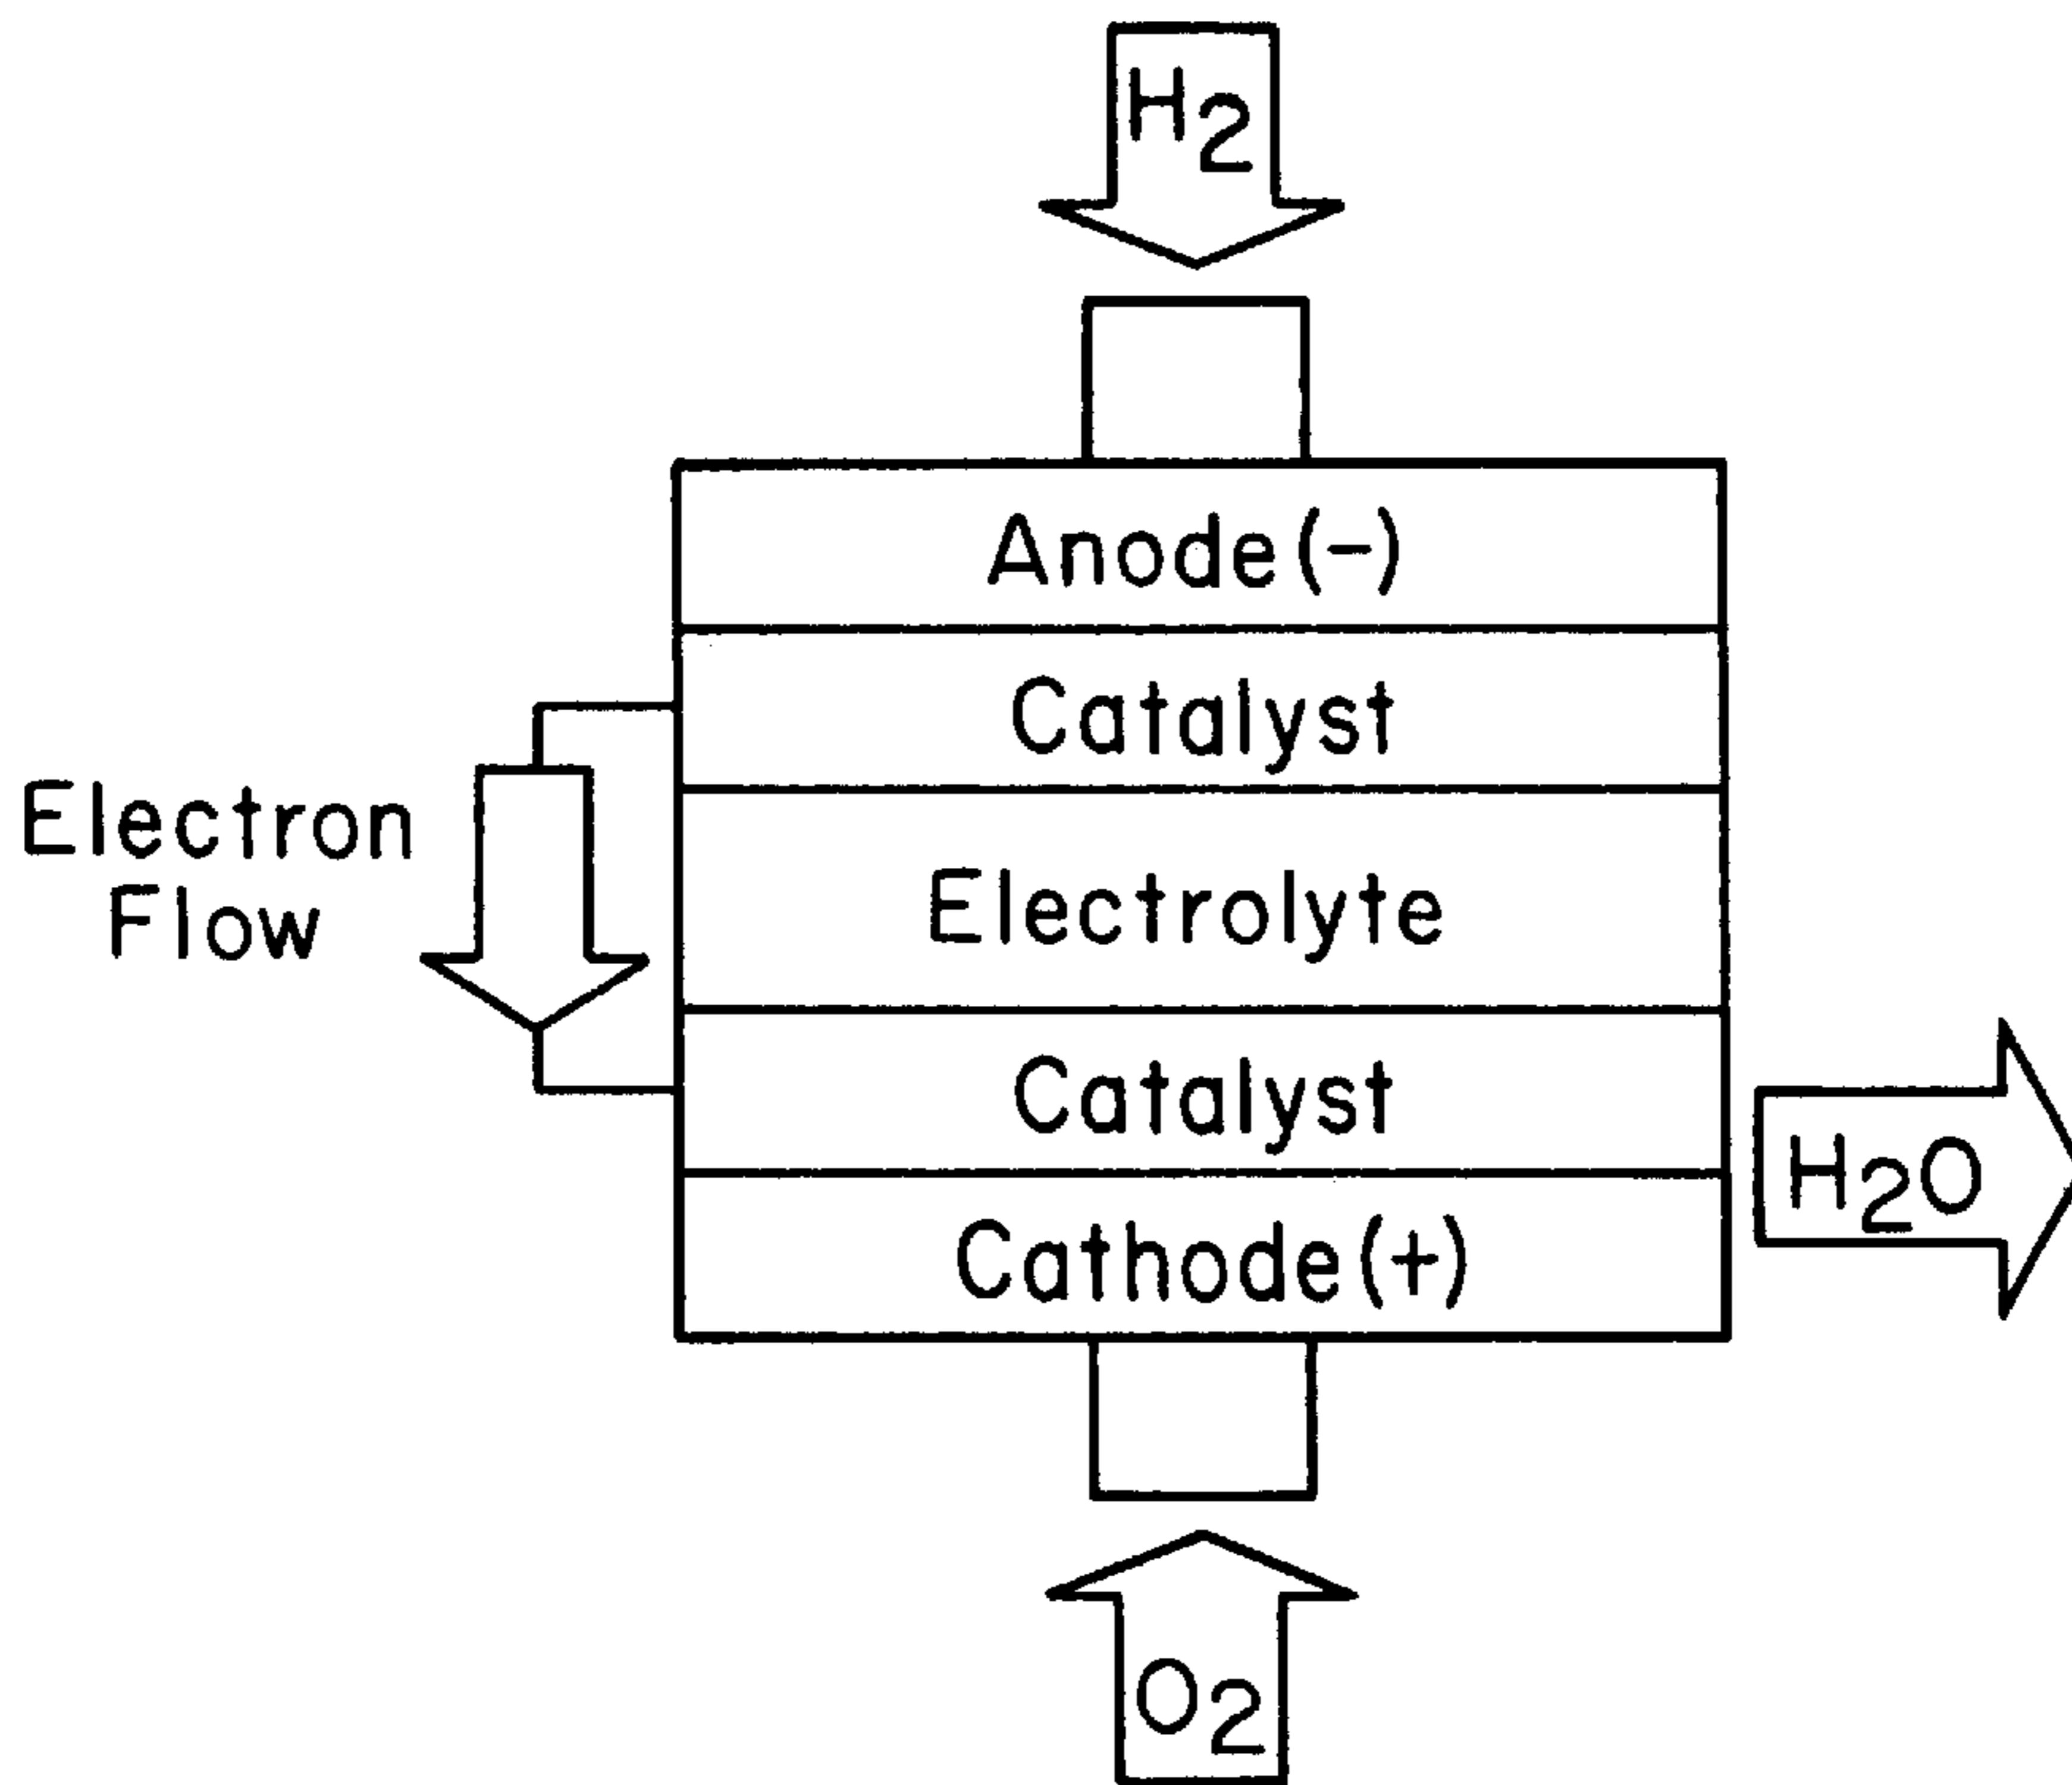 H2
Anode (-)
Catalyst
Electron
Flow
Electrolyte
Catalyst
H2O
Cathode (+)
O2